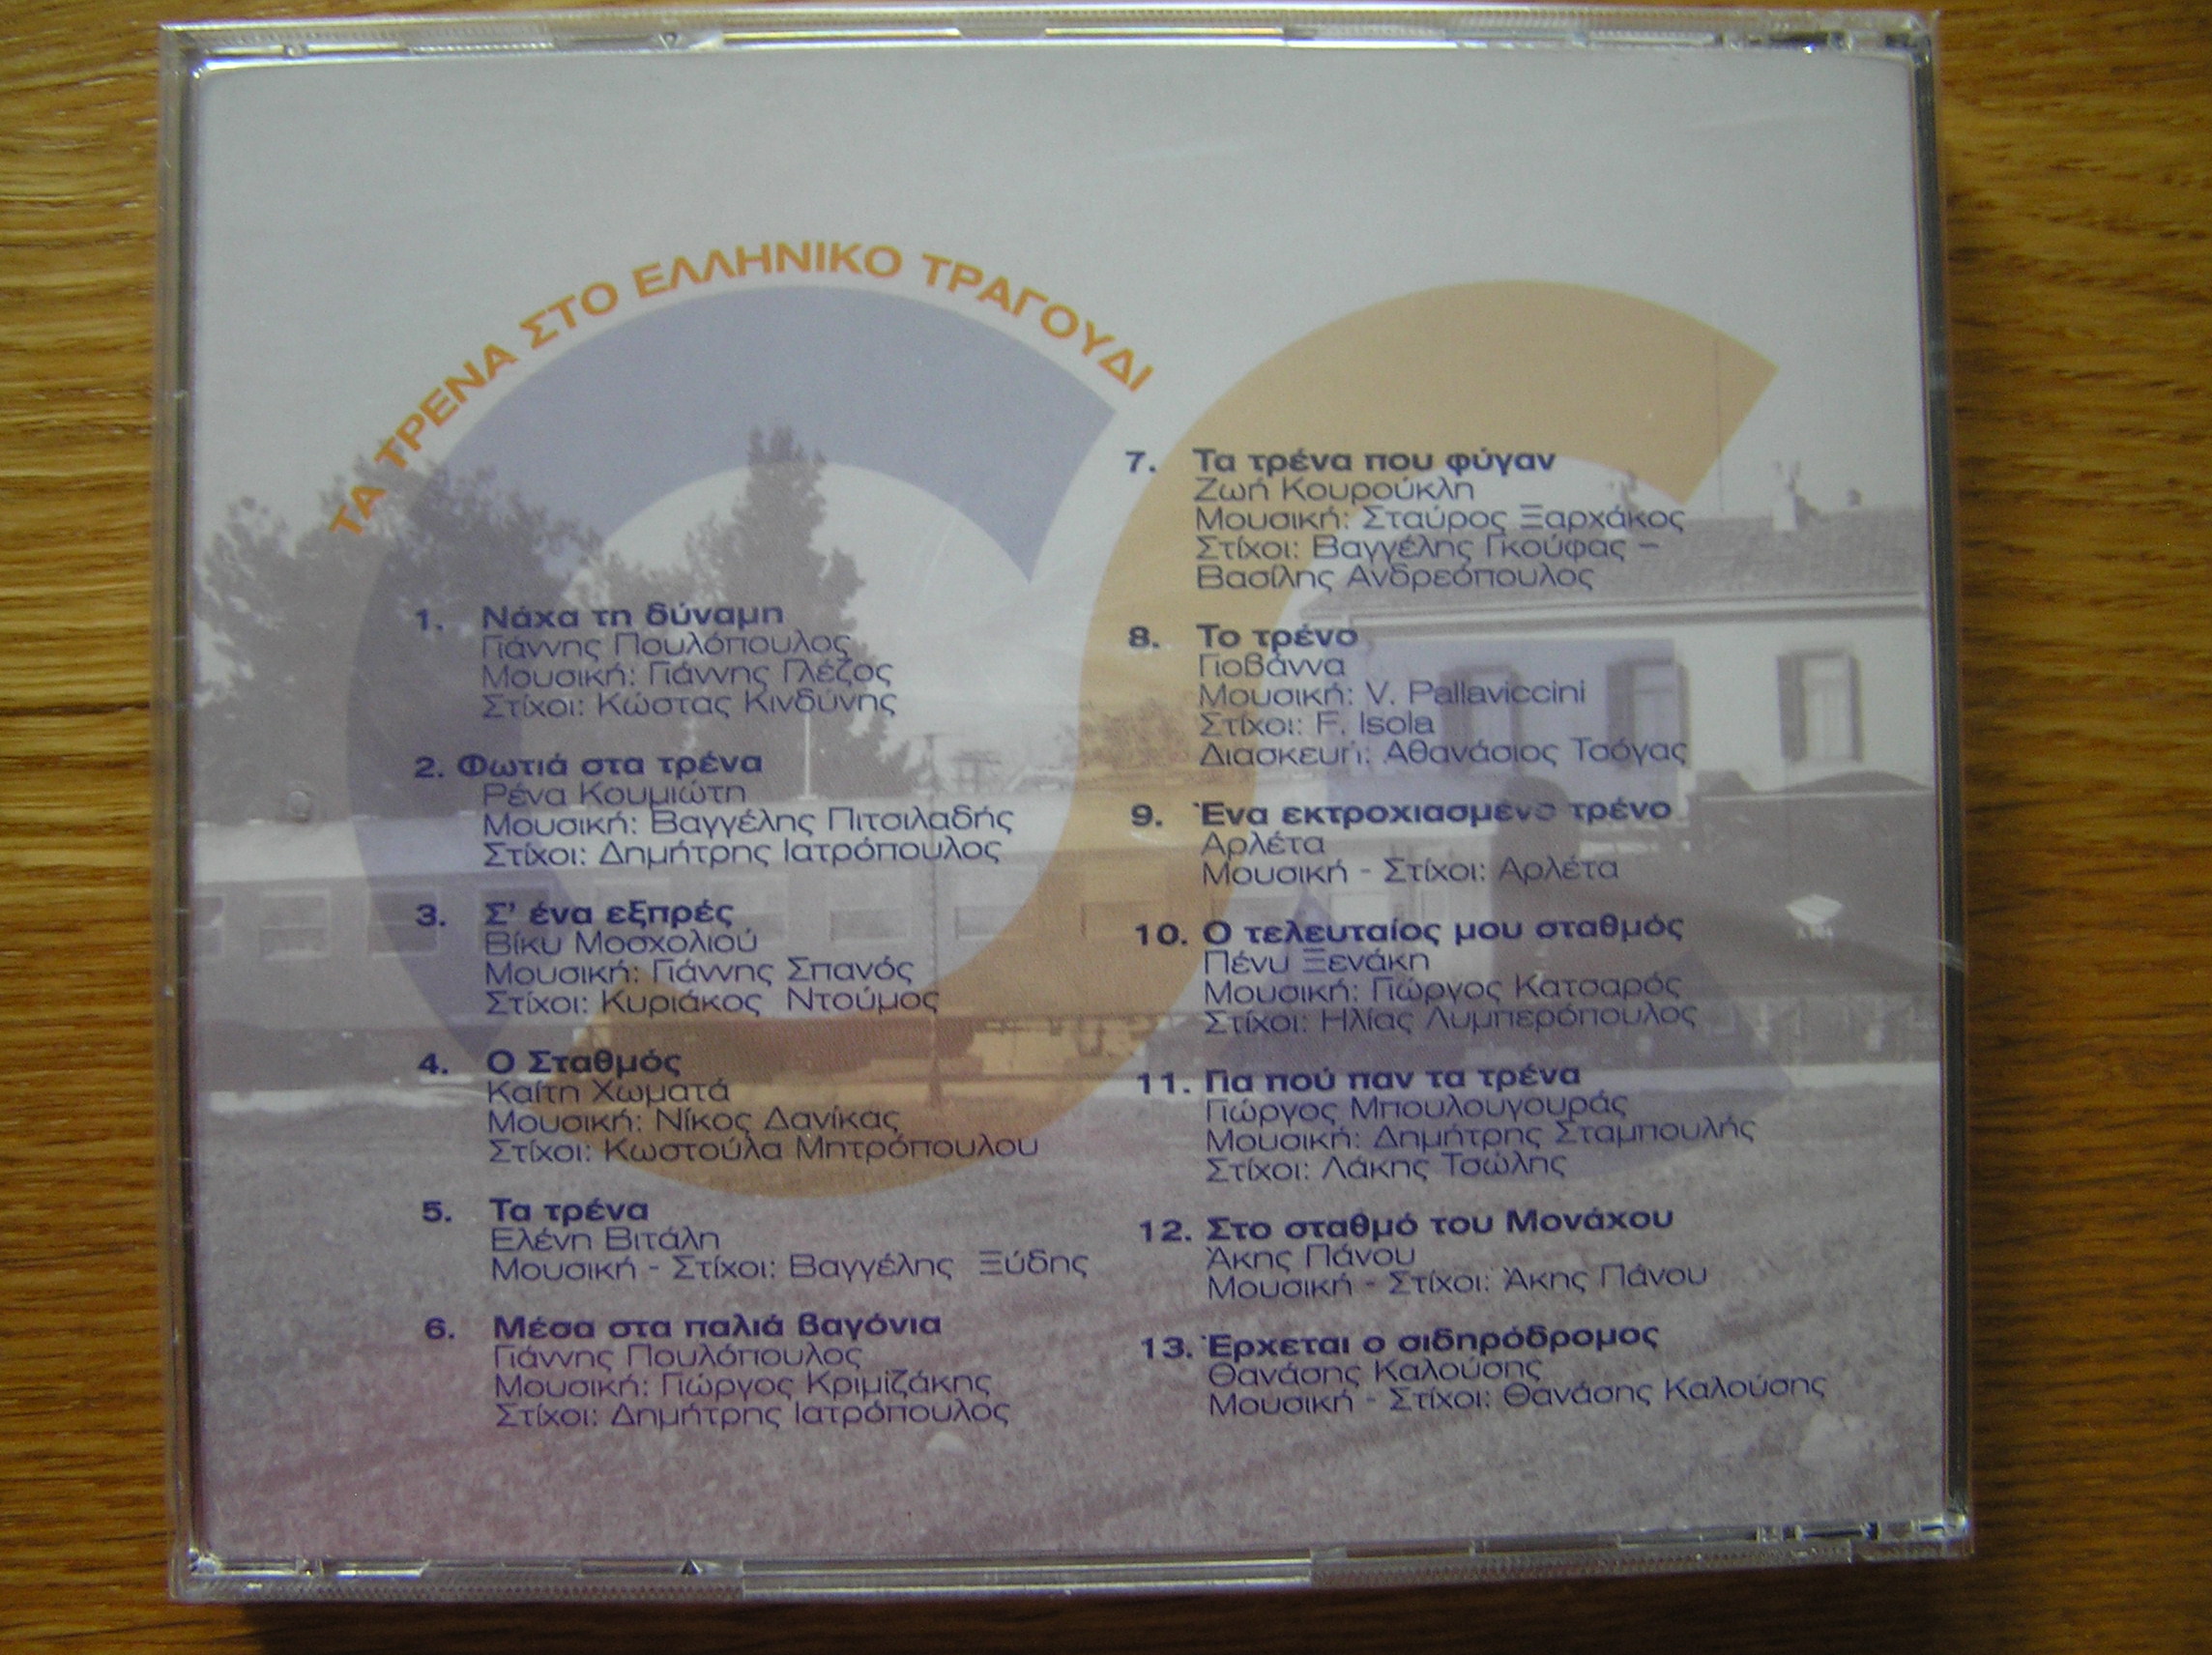 ΤΑ ΤΡΕΝΑ ΣΤΟ ΕΛΛΗΝΙΚΟ ΤΡΑΓΟΥΔΙ
1. Νάχα τη δύναμη
Γιάννης Πουλόπουλος
Μουσική: Γιάννης Γλέζος
Στίχοι: Κώστας Κινδύνης
2. Φωτιά στα τρένα
Ρένα Κουμιώτη
Μουσική: Βαγγέλης Πιτσιλαδής
Στίχοι: Δημήτρης Ιατρόπουλος
3. Σ' ένα εξπρές
Βίκυ Μοσχολιού
Μουσική: Γιάννης Σπανός
Στίχοι: Κυριάκος Ντούμος
4. Ο Σταθμός
Καίτη Χωματά
Μουσική: Νίκος Δανίκας
Στίχοι: Κωστούλα Μητρόπουλου
5. Τα τρένα
Ελένη Βιτάλη
Μουσική - Στίχοι: Βαγγέλης Ξύδης
6. Μέσα στα παλιά βαγόνια
Γιάννης Πουλόπουλος
Μουσική: Γιώργος Κριμιζάκης
Στίχοι: Δημήτρης Ιατρόπουλος
7. Τα τρένα που φύγαν
Ζωή Κουρούκλη
Μουσική: Σταύρος Ξαρχάκος
Στίχοι: Βαγγέλης Γκούφας –
Βασίλης Ανδρεόπουλος
8. Το τρένο
Γιοβάννα
Μουσική: V. Pallaviccini
Στίχοι: F. Isola
Διασκευή: Αθανάσιος Τσόγας
9. Ένα εκτροχιασμένο τρένο
Αρλέτα
Μουσική - Στίχοι: Αρλέτα
10. Ο τελευταίος μου σταθμός
Πένυ Ξενάκη
Μουσική: Γιώργος Κατσαρός
Στίχοι: Ηλίας Λυμπερόπουλος
11. Για πού παν τα τρένα
Γιώργος Μπουλουγουράς
Μουσική: Δημήτρης Σταμπουλής
Στίχοι: Λάκης Τσώλης
12. Στο σταθμό του Μονάχου
Άκης Πάνου
Μουσική - Στίχοι: Άκης Πάνου
13. Έρχεται ο σιδηρόδρομος
Θανάσης Καλούσης
Μουσική - Στίχοι: Θανάσης Καλούσης